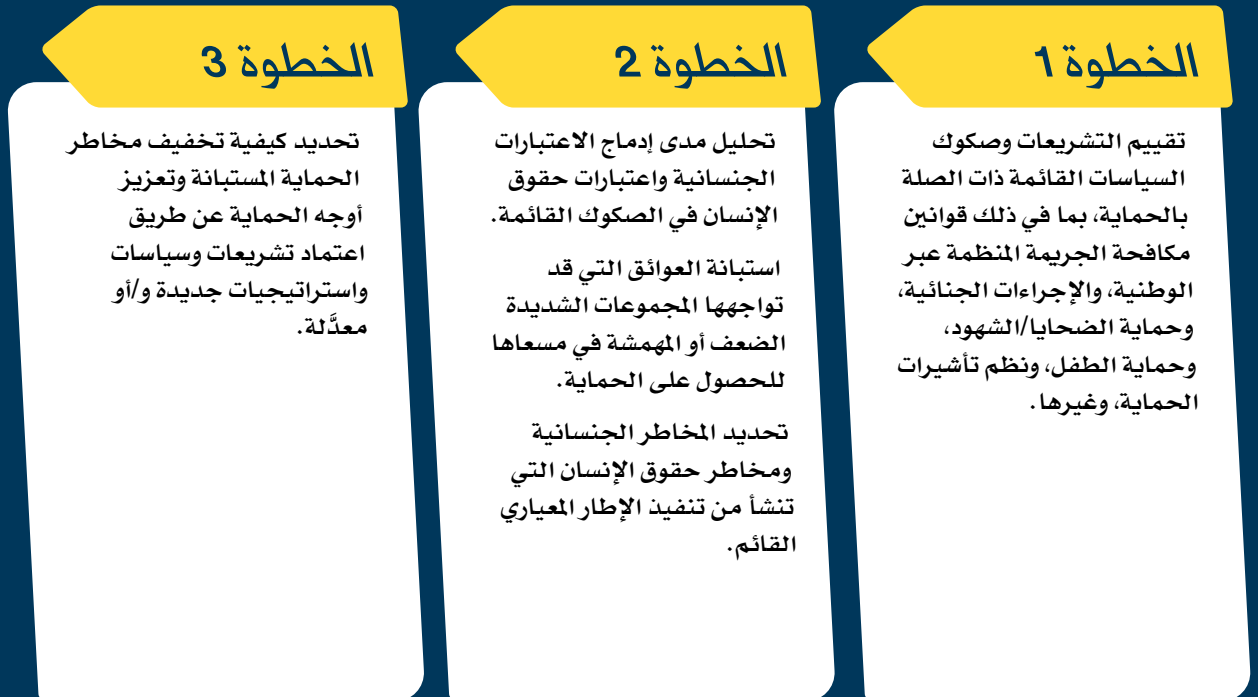 الخطوة 1
تقييم التشريعات وصكوك
السياسات القائمة ذات الصلة
بالحماية، بما في ذلك قوانين
مكافحة الجريمة المنظمة عبر
الوطنية، والإجراءات الجنائية،
وحماية الضحايا/الشهود،
وحماية الطفل، ونظم تأشيرات
الحماية، وغيرها.
الخطوة 2
تحليل مدى إدماج الاعتبارات
الجنسانية واعتبارات حقوق
الإنسان في الصكوك القائمة.
استبانة العوائق التي قد
تواجهها المجموعات الشديدة
الضعف أو المهمشة في مسعاها
للحصول على الحماية.
تحديد المخاطر الجنسانية
ومخاطر حقوق الإنسان التي
تنشأ من تنفيذ الإطار المعياري
القائم.
الخطوة 3
تحديد كيفية تخفيف مخاطر
الحماية المستبانة وتعزيز
أوجه الحماية عن طريق
اعتماد تشريعات وسياسات
واستراتيجيات جديدة و/أو
معدَّلة.